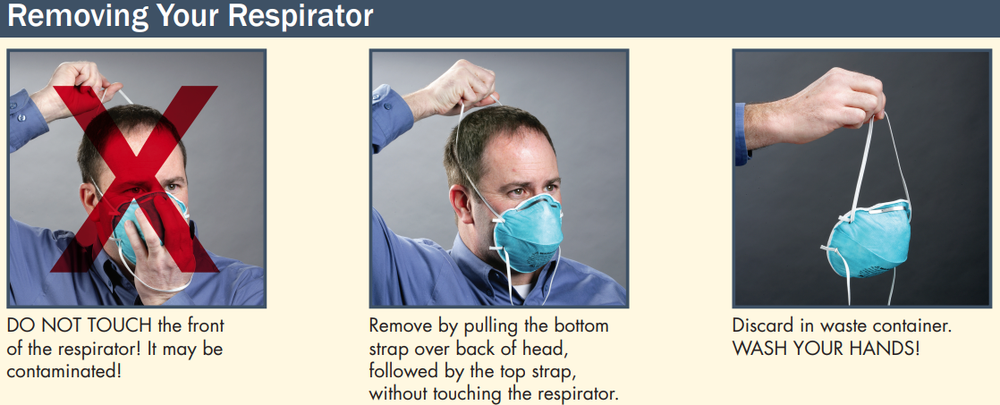 Removing Your Respirator
DO NOT TOUCH the front
of the respirator! It may be
contaminated!
Remove by pulling the bottom
strap over back of head,
followed by the top strap,
without touching the respirator.
Discard in waste container.
WASH YOUR HANDS!